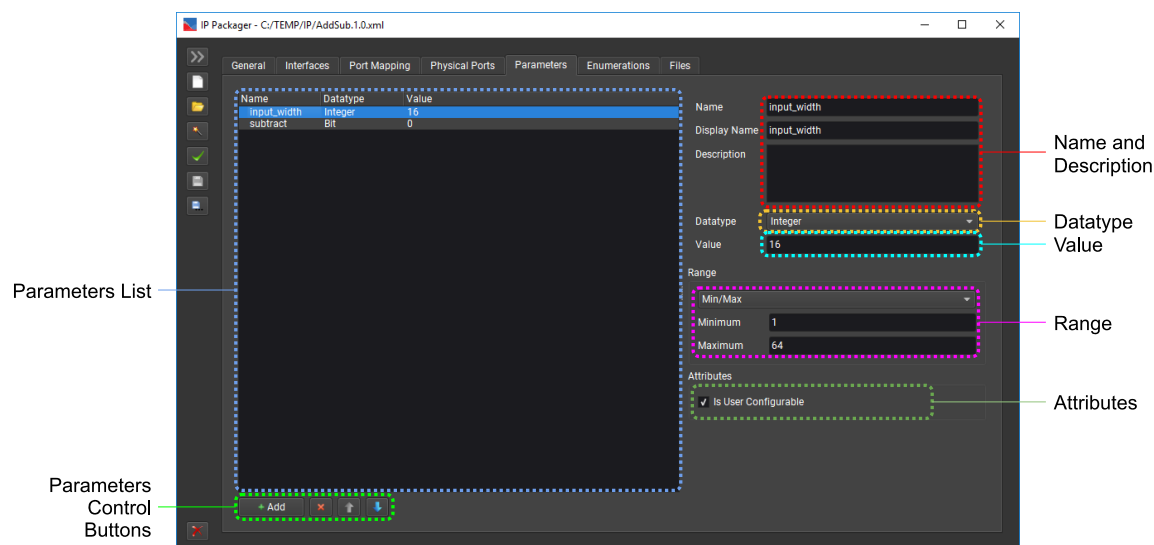 IP Packager - C:/TEMP/IP/AddSub.1.0.xml
General Interfaces Port Mapping Physical Ports Parameters Enumerations Files
Name Datatype Value
input_width Integer 16
subtract Bit 0
Name input_width
Display Name input_width
Description
Datatype Integer
Value 16
Range
Min/Max
Minimum 1
Maximum 64
Attributes
Is User Configurable
+ Add
Name and
Description
Datatype
Value
Parameters List
Range
Attributes
Parameters
Control
Buttons